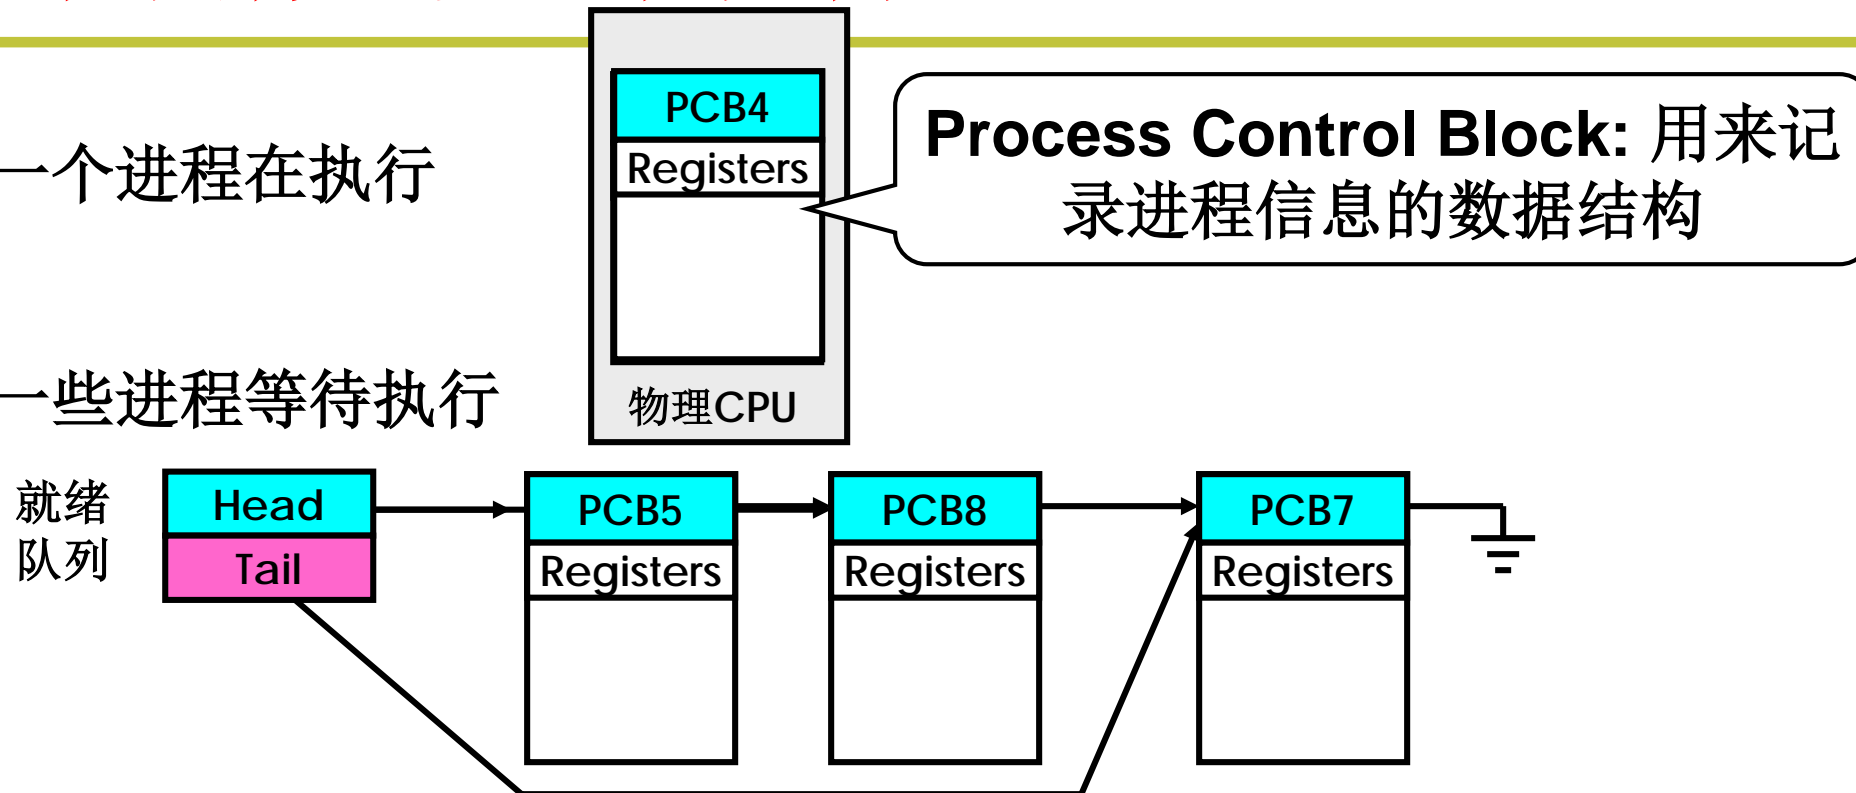 PCB4
Registers
Process Control Block: 用来记
录进程信息的数据结构
一个进程在执行
一些进程等待执行
物理CPU
就绪
队列
Head
Tail
PCB5
Registers
PCB8
Registers
PCB7
Registers